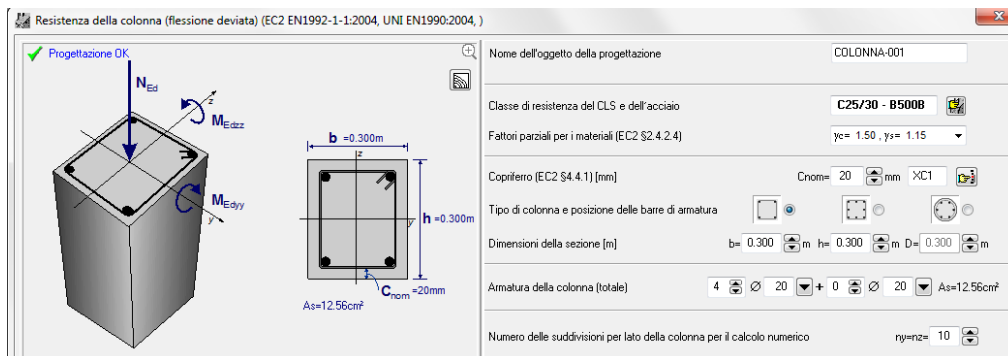 Resistenza della colonna (flessione deviata) (EC2 EN1992-1-1:2004, UNI EN1990:2004, )
Progettazione OK
NEd
z
MEdzz
MEdyy
y
b =0.300m
z
y
h =0.300m
Cnom =20mm
As=12.56cm²
Nome dell'oggetto della progettazione
COLONNA-001
Classe di resistenza del CLS e dell'acciaio
C25/30 - B500B
Fattori parziali per i materiali (EC2 §2.4.2.4)
γc= 1.50 , γs= 1.15
Copriferro (EC2 §4.4.1) [mm]
Cnom= 20 mm XC1
Tipo di colonna e posizione delle barre di armatura
Dimensioni della sezione [m]
b= 0.300 m h= 0.300 m D= 0.300 m
Armatura della colonna (totale)
4 Ø 20 + 0 Ø 20 As=12.56cm²
Numero delle suddivisioni per lato della colonna per il calcolo numerico
ny=nz= 10